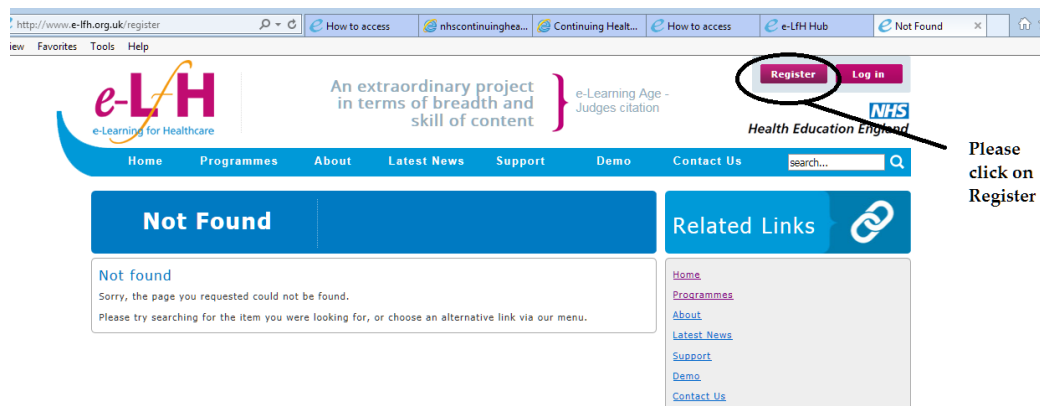 http://www.e-lfh.org.uk/register
How to access
nhscontinuinghea...
Continuing Healt...
How to access
e-LfH Hub
Not Found
Favorites Tools Help
Register
Log in
e-LfH
e-Learning for Healthcare
An extraordinary project
in terms of breadth and
skill of content
e-Learning Age -
Judges citation
NHS
Health Education England
Please
click on
Register
Home Programmes About Latest News Support Demo Contact Us
search...
Not Found
Related Links
Not found
Sorry, the page you requested could not be found.
Please try searching for the item you were looking for, or choose an alternative link via our menu.
Home
Programmes
About
Latest News
Support
Demo
Contact Us